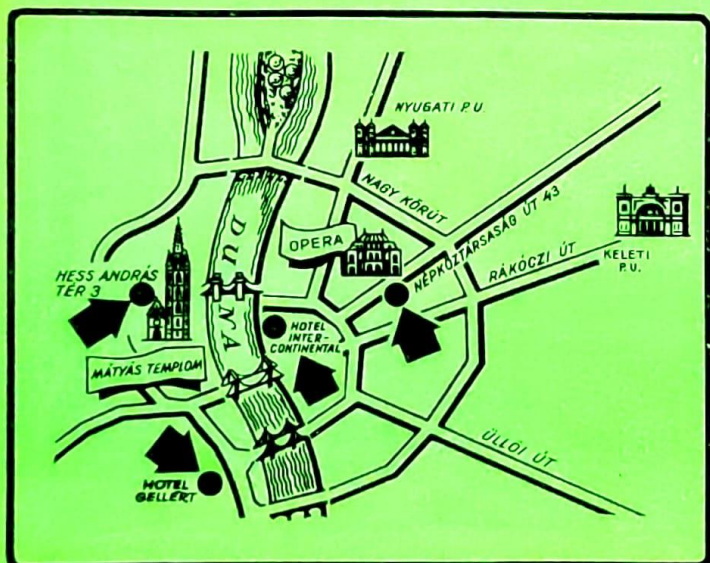 NYUGATI P.U.
NAGY KÖRÚT
NÉPKÖZTÁRSASÁG ÚT 43
OPERA
RÁKÓCZI ÚT
KELETI
P.U.
HESS ANDRÁS
TÉR 3
DUNA
HOTEL
INTER-
CONTINENTAL
MÁTYÁS TEMPLOM
ÜLLŐI ÚT
HOTEL
GELLÉRT